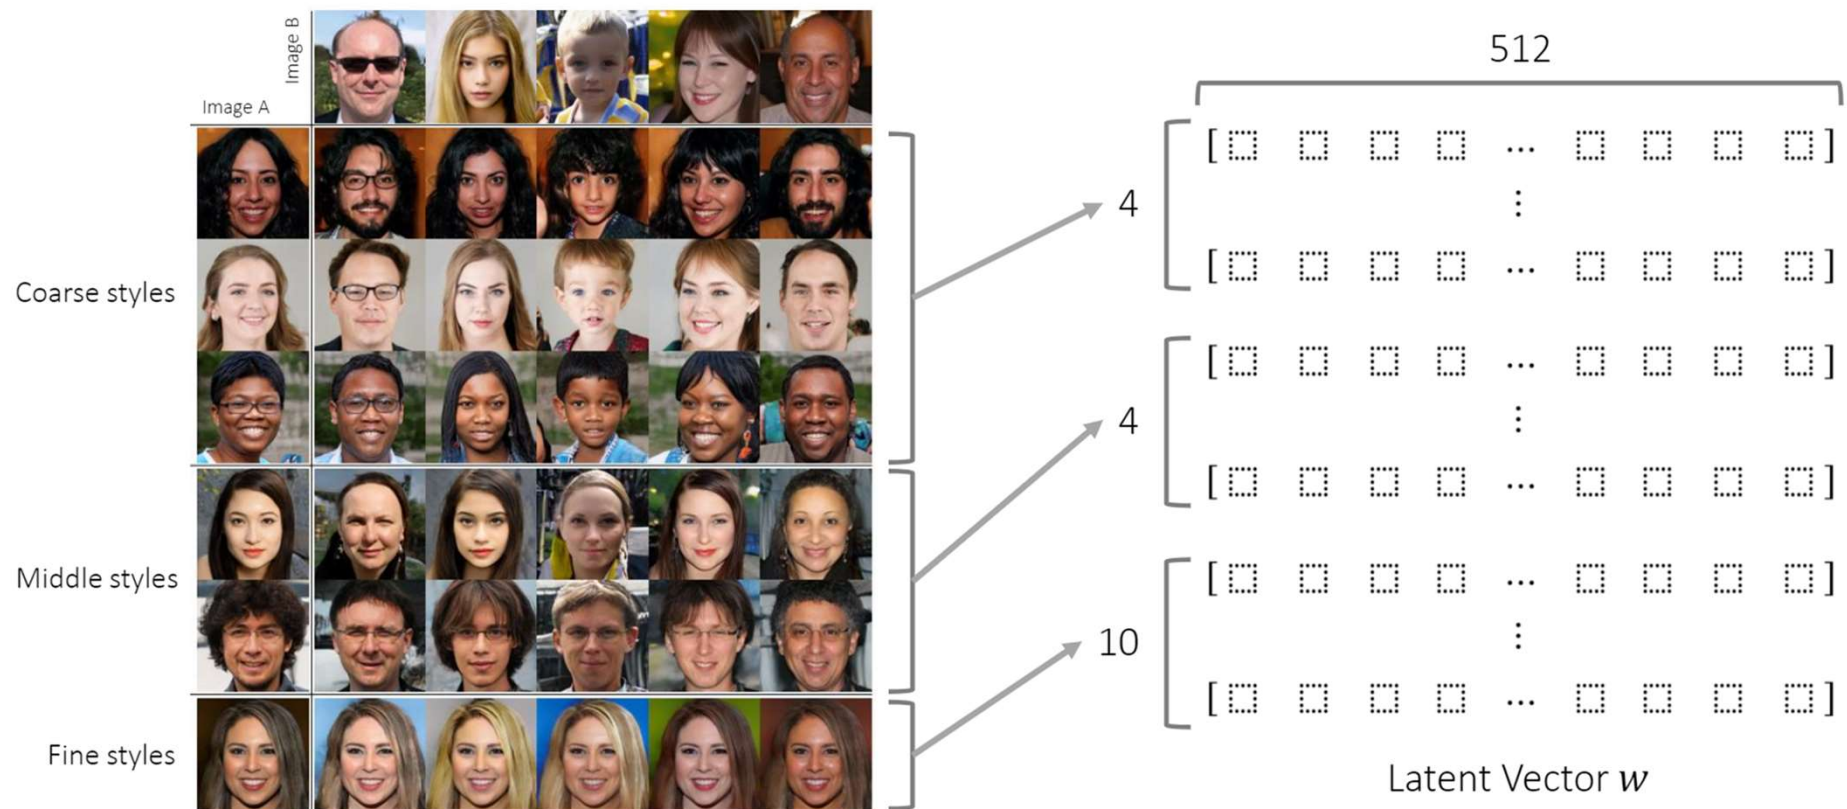 Image B
Image A
Coarse styles
Middle styles
Fine styles
4
4
10
512
[ ... ]
⋮
[ ... ]
[ ... ]
⋮
[ ... ]
[ ... ]
⋮
[ ... ]
Latent Vector w